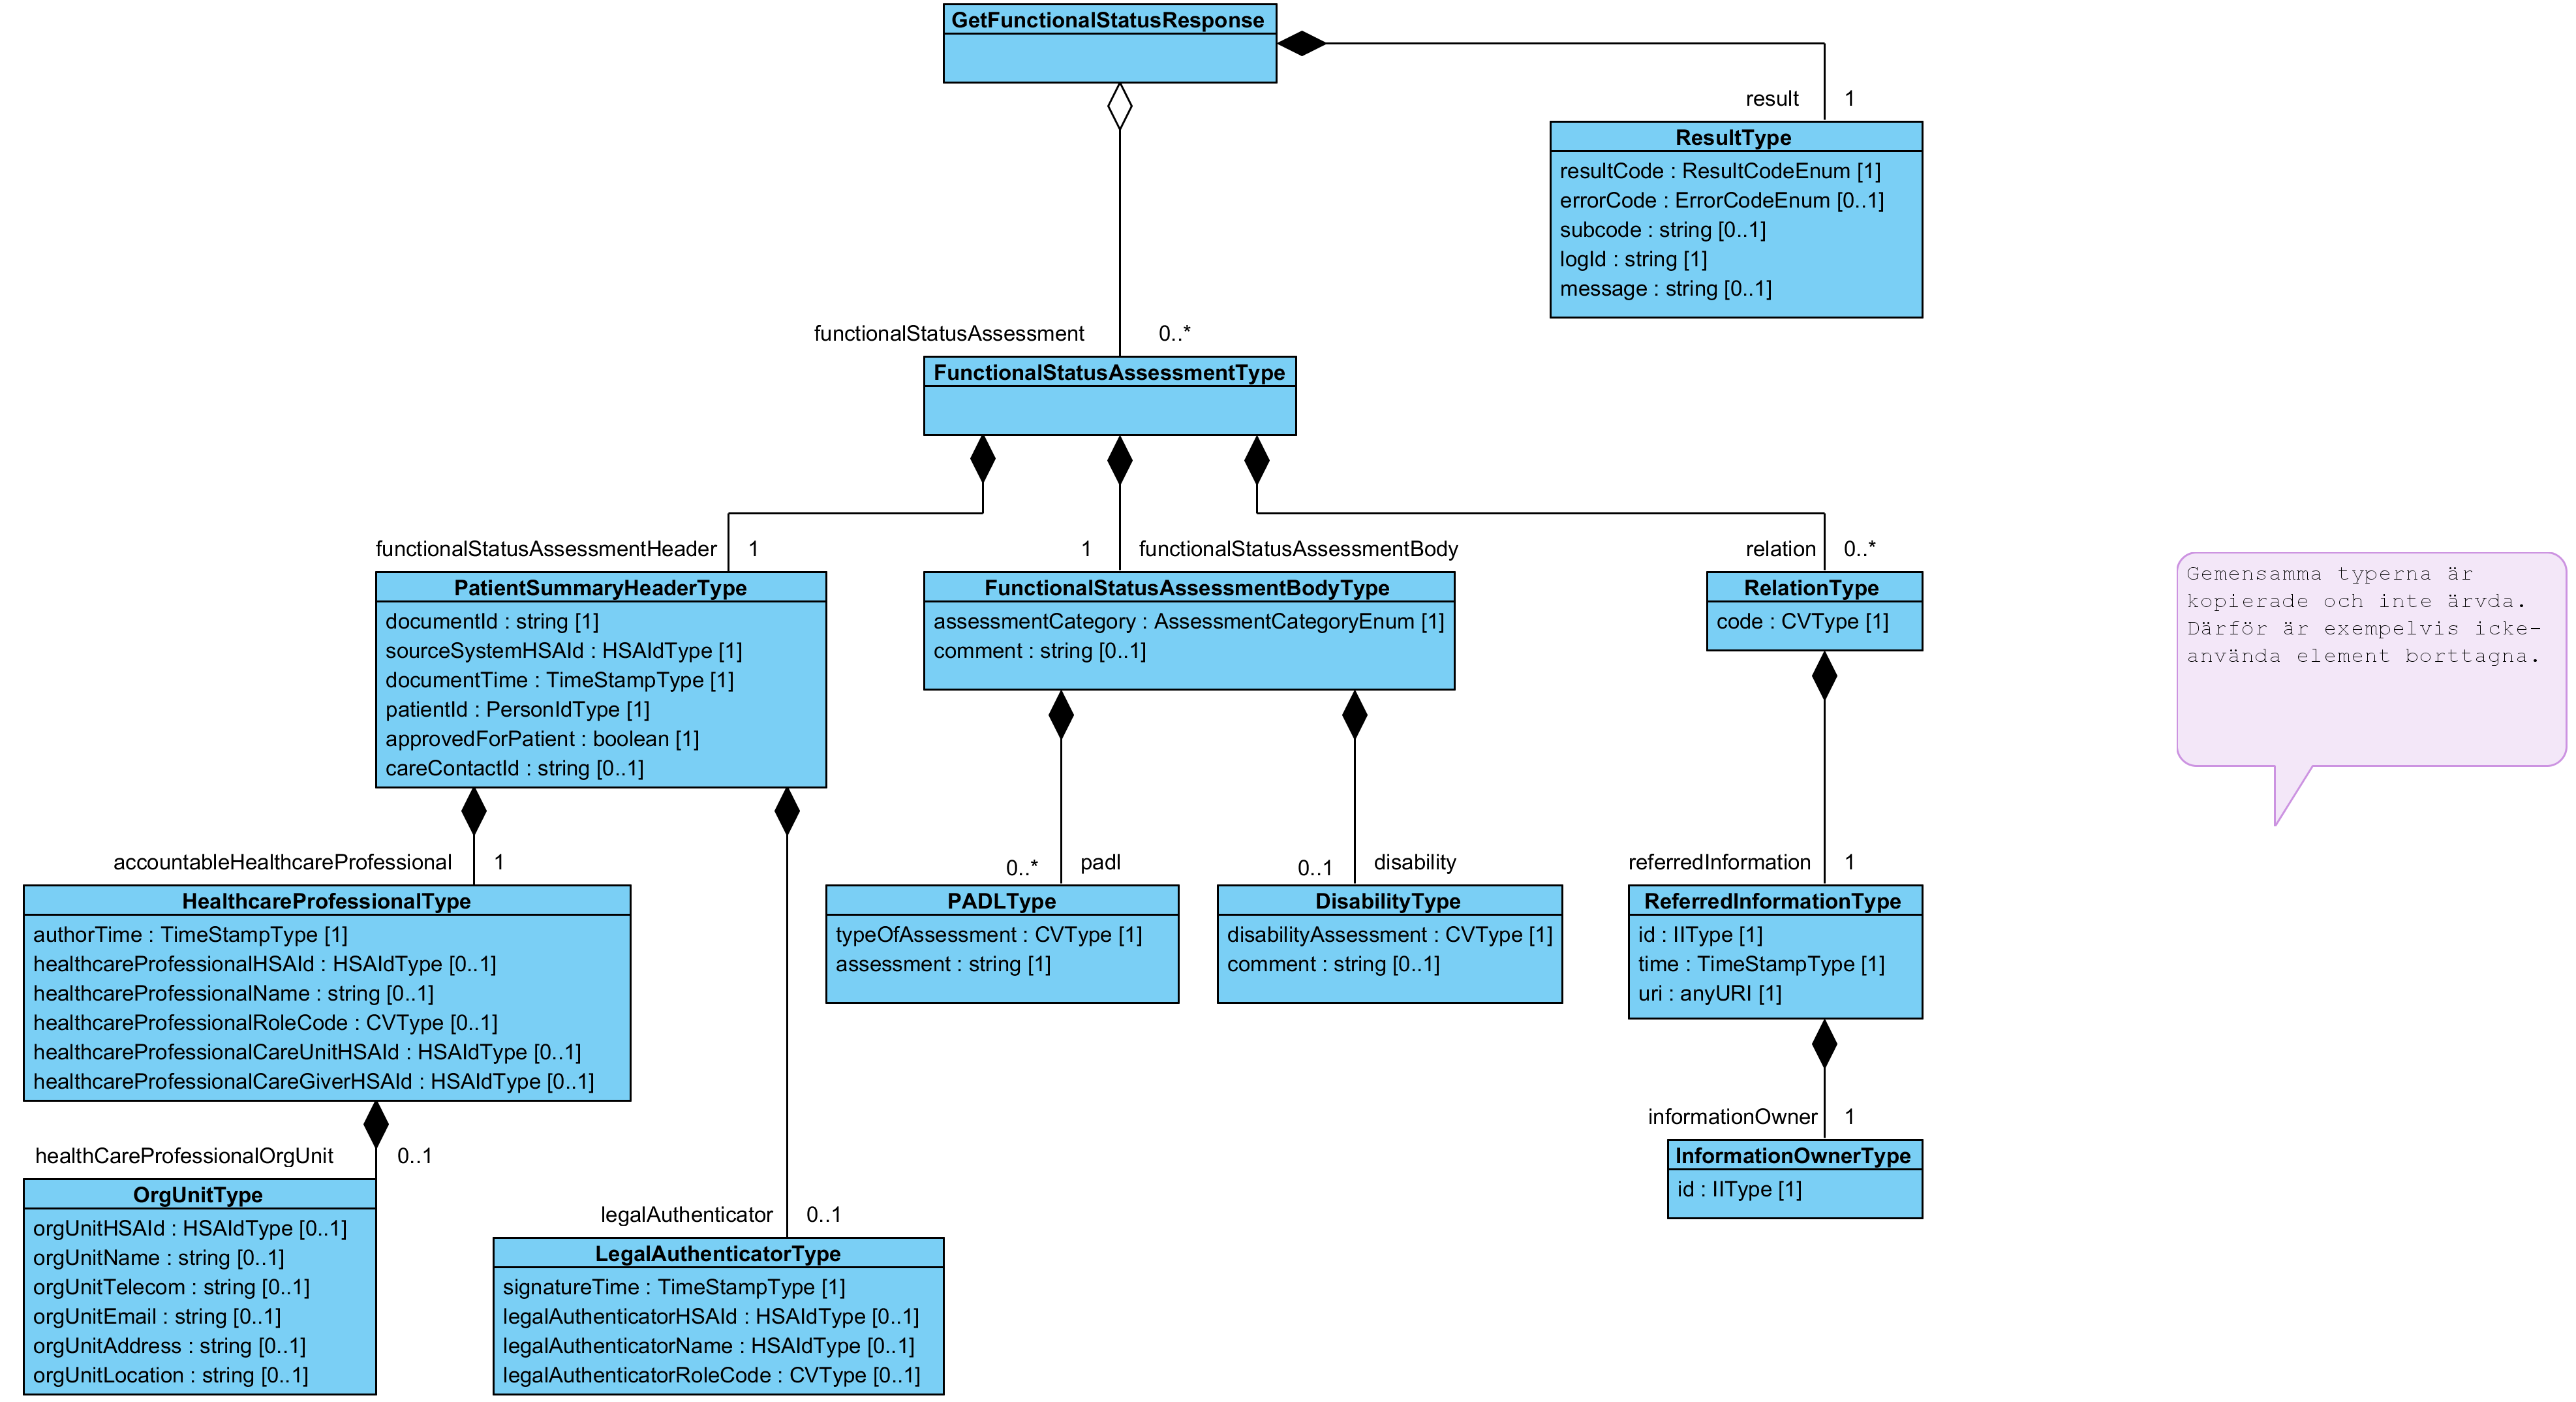 GetFunctionalStatusResponse
result 1
ResultType
resultCode : ResultCodeEnum [1]
errorCode : ErrorCodeEnum [0..1]
subcode : string [0..1]
logId : string [1]
message : string [0..1]
functionalStatusAssessment 0..*
FunctionalStatusAssessmentType
functionalStatusAssessmentHeader 1
PatientSummaryHeaderType
documentId : string [1]
sourceSystemHSAId : HSAIdType [1]
documentTime : TimeStampType [1]
patientId : PersonIdType [1]
approvedForPatient : boolean [1]
careContactId : string [0..1]
1 functionalStatusAssessmentBody
FunctionalStatusAssessmentBodyType
assessmentCategory : AssessmentCategoryEnum [1]
comment : string [0..1]
relation 0..*
RelationType
code : CVType [1]
Gemensamma typerna är
kopierade och inte ärvda.
Därför är exempelvis icke-
använda element borttagna.
accountableHealthcareProfessional 1
HealthcareProfessionalType
authorTime : TimeStampType [1]
healthcareProfessionalHSAId : HSAIdType [0..1]
healthcareProfessionalName : string [0..1]
healthcareProfessionalRoleCode : CVType [0..1]
healthcareProfessionalCareUnitHSAId : HSAIdType [0..1]
healthcareProfessionalCareGiverHSAId : HSAIdType [0..1]
0..* padl
PADLType
typeOfAssessment : CVType [1]
assessment : string [1]
0..1 disability
DisabilityType
disabilityAssessment : CVType [1]
comment : string [0..1]
referredInformation 1
ReferredInformationType
id : IIType [1]
time : TimeStampType [1]
uri : anyURI [1]
informationOwner 1
InformationOwnerType
id : IIType [1]
healthCareProfessionalOrgUnit 0..1
OrgUnitType
orgUnitHSAId : HSAIdType [0..1]
orgUnitName : string [0..1]
orgUnitTelecom : string [0..1]
orgUnitEmail : string [0..1]
orgUnitAddress : string [0..1]
orgUnitLocation : string [0..1]
legalAuthenticator 0..1
LegalAuthenticatorType
signatureTime : TimeStampType [1]
legalAuthenticatorHSAId : HSAIdType [0..1]
legalAuthenticatorName : HSAIdType [0..1]
legalAuthenticatorRoleCode : CVType [0..1]